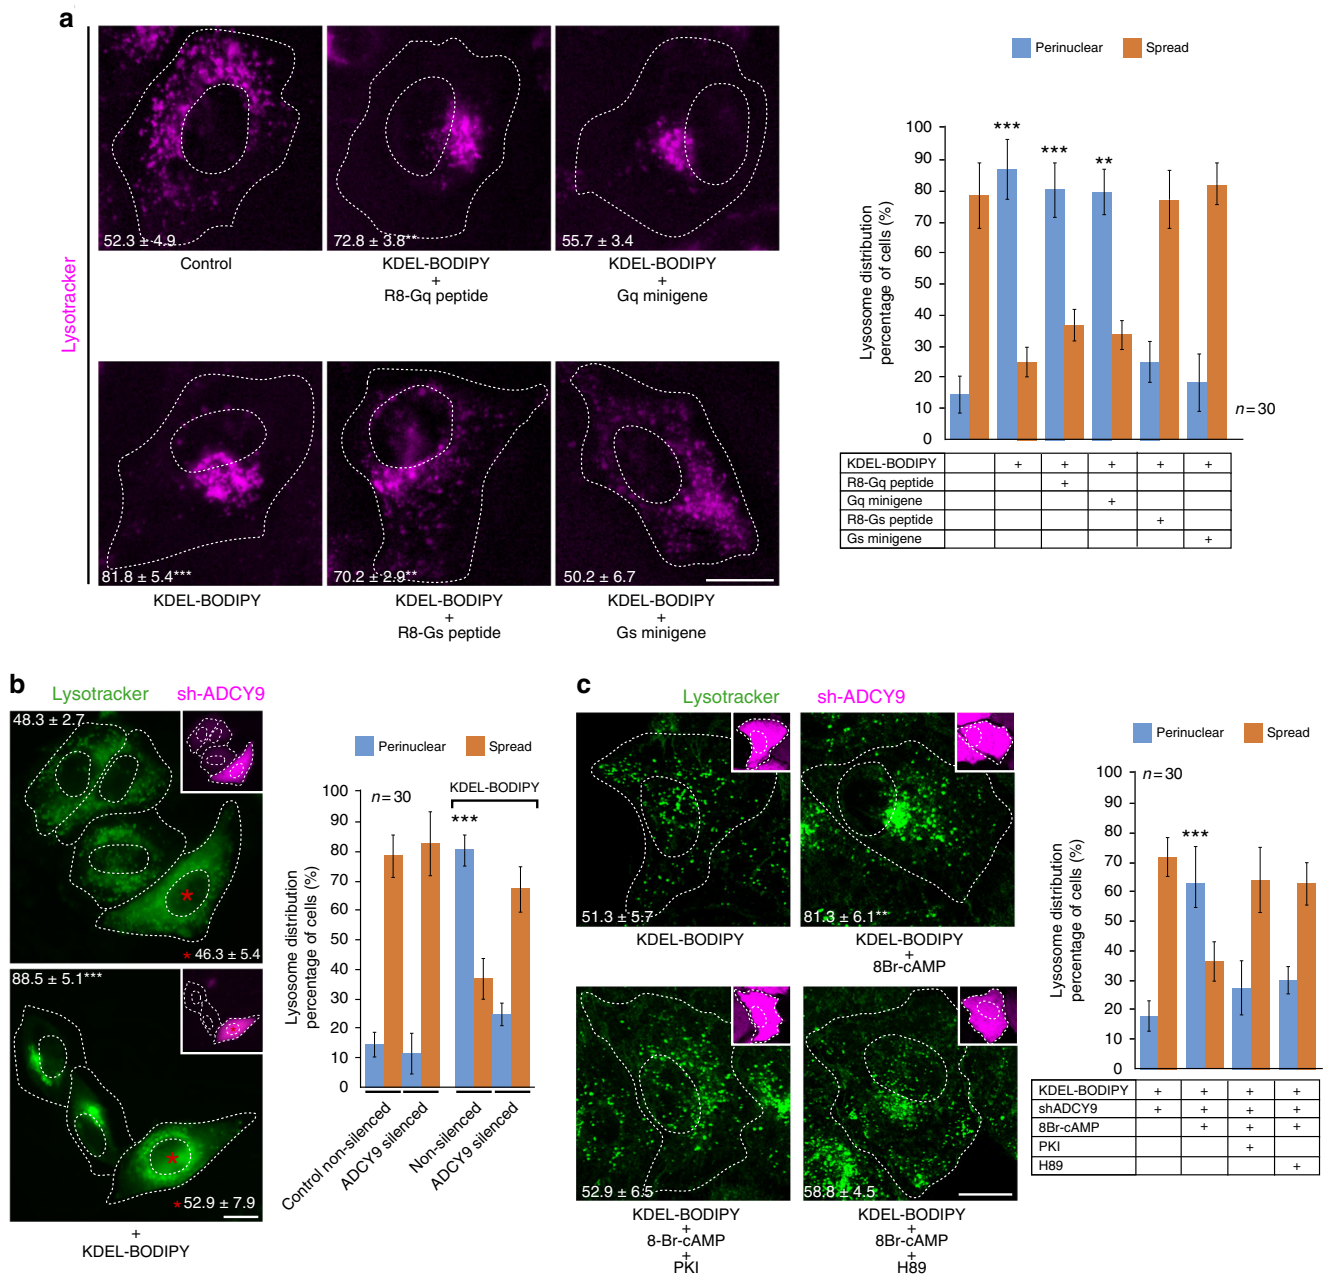 a
Lysotracker
52.3 ± 4.9
72.8 ± 3.8**
55.7 ± 3.4
Control
KDEL-BODIPY
+
R8-Gq peptide
KDEL-BODIPY
+
Gq minigene
81.8 ± 5.4***
70.2 ± 2.9**
50.2 ± 6.7
KDEL-BODIPY
KDEL-BODIPY
+
R8-Gs peptide
KDEL-BODIPY
+
Gs minigene
Perinuclear Spread
Lysosome distribution
percentage of cells (%)
100
90
80
70
60
50
40
30
20
10
0
*** *** **
n=30
KDEL-BODIPY + + + + +
R8-Gq peptide +
Gq minigene +
R8-Gs peptide +
Gs minigene +
b
Lysotracker sh-ADCY9
48.3 ± 2.7
*
* 46.3 ± 5.4
88.5 ± 5.1***
*
*
* 52.9 ± 7.9
+
KDEL-BODIPY
Perinuclear Spread
Lysosome distribution
percentage of cells (%)
100
90
80
70
60
50
40
30
20
10
0
n=30
KDEL-BODIPY
***
Control non-silenced
ADCY9 silenced
Non-silenced
ADCY9 silenced
c
Lysotracker sh-ADCY9
51.3 ± 5.7
81.3 ± 6.1**
KDEL-BODIPY
KDEL-BODIPY
+
8Br-cAMP
52.9 ± 6.5
58.8 ± 4.5
KDEL-BODIPY
+
8-Br-cAMP
+
PKI
KDEL-BODIPY
+
8Br-cAMP
+
H89
Perinuclear Spread
Lysosome distribution
percentage of cells (%)
100
90
80
70
60
50
40
30
20
10
0
n=30
***
KDEL-BODIPY + + + +
shADCY9 + + + +
8Br-cAMP + + +
PKI +
H89 +